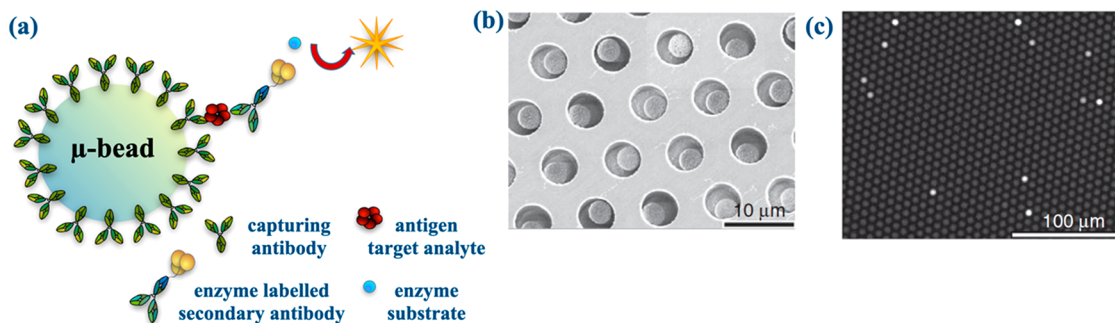 (a)
μ-bead
capturing
antibody
antigen
target analyte
enzyme labelled
secondary antibody
enzyme
substrate
(b)
10 μm
(c)
100 μm